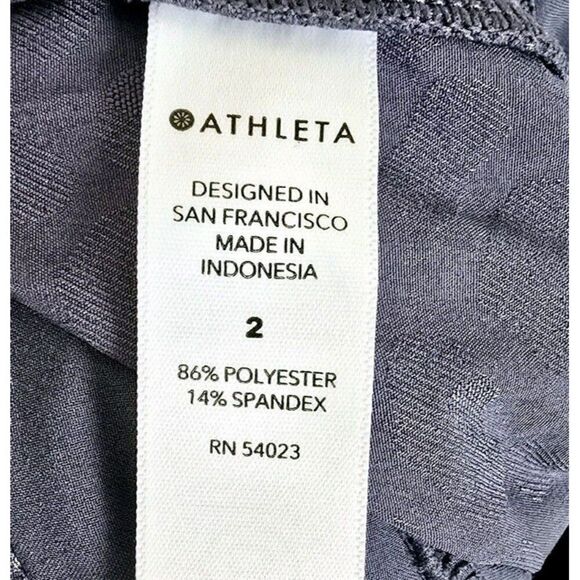 ATHLETA
DESIGNED IN
SAN FRANCISCO
MADE IN
INDONESIA
2
86% POLYESTER
14% SPANDEX
RN 54023